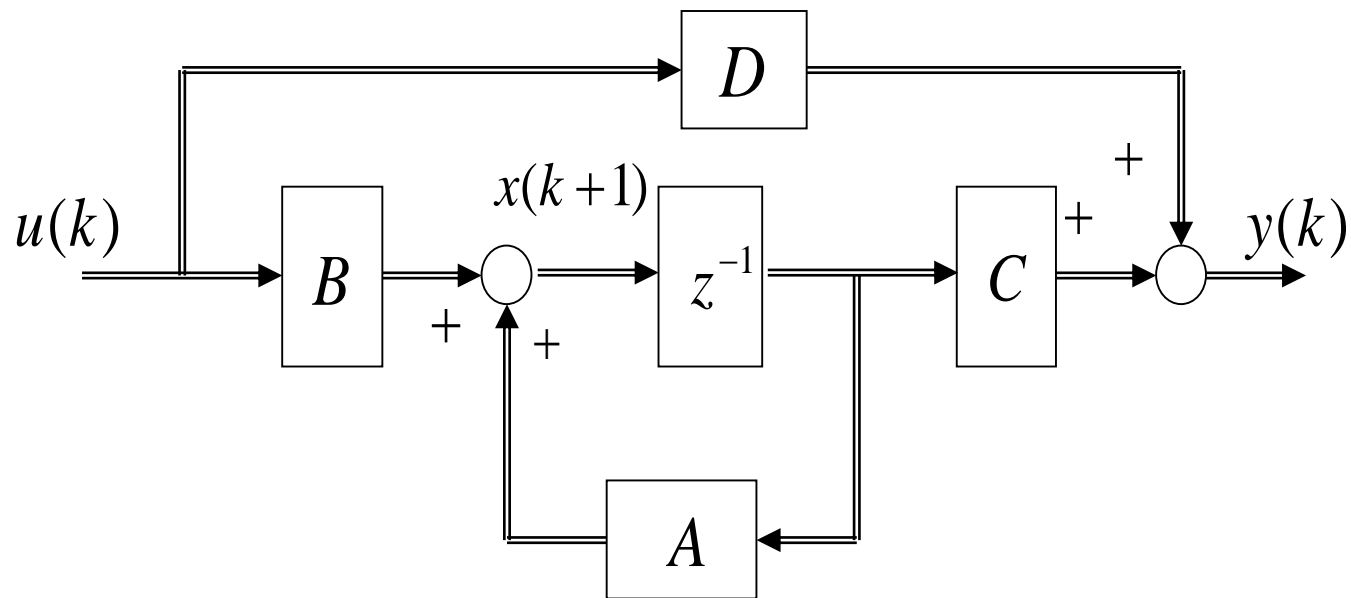 D
+
x(k+1)
u(k)
B
z⁻¹
C
+
y(k)
+
+
A